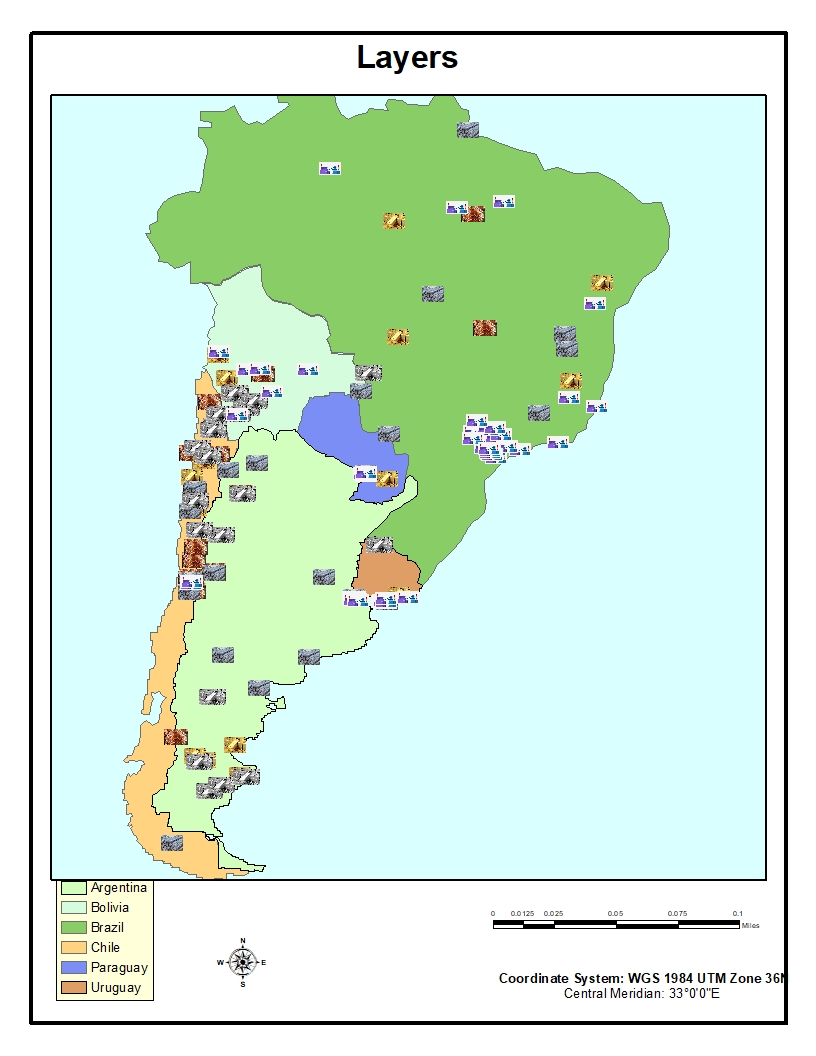 Layers
Argentina
Bolivia
Brazil
Chile
Paraguay
Uruguay
N
W E
S
0 0.0125 0.025 0.05 0.075 0.1
Miles
Coordinate System: WGS 1984 UTM Zone 36N
Central Meridian: 33°0'0"E